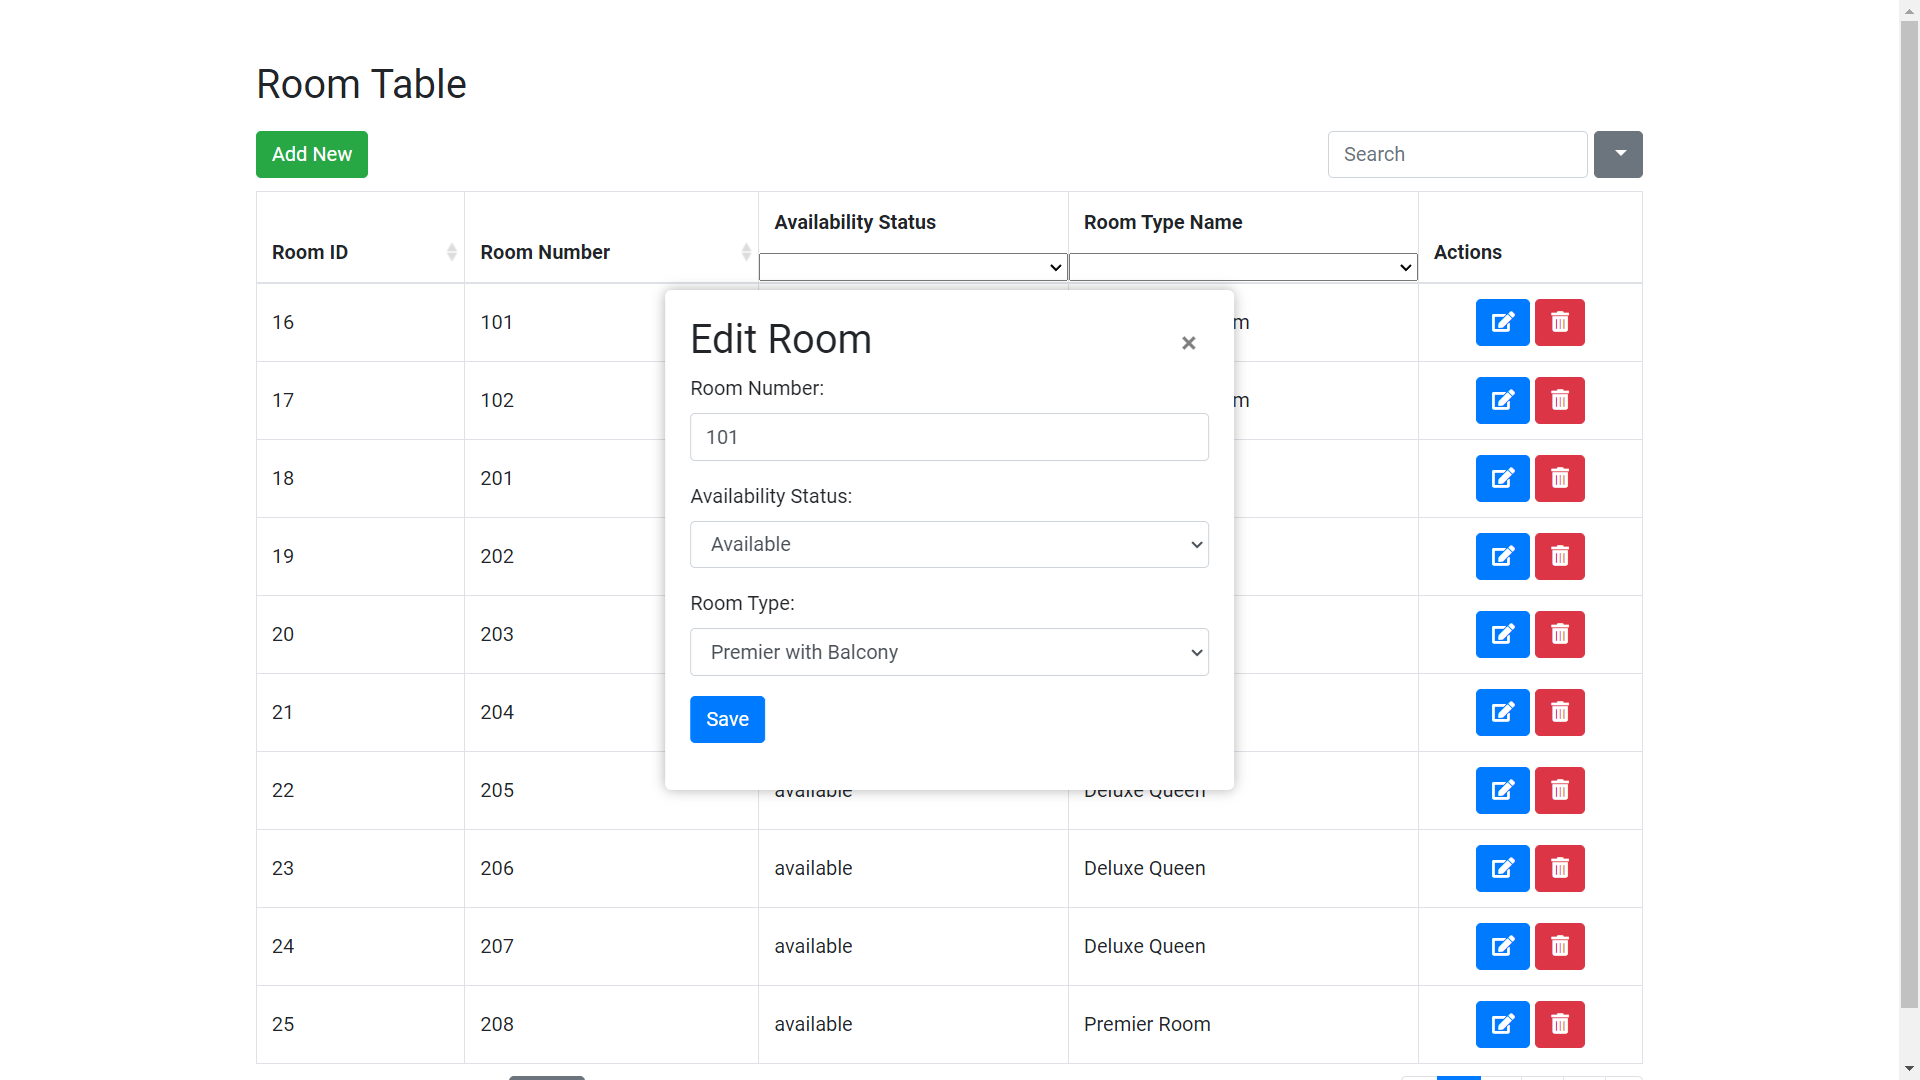 Room Table
Add New
Search
Room ID Room Number Availability Status Room Type Name Actions
16 101
17 102
18 201
19 202
20 203
21 204
22 205 available Deluxe Queen
23 206 available Deluxe Queen
24 207 available Deluxe Queen
25 208 available Premier Room
Edit Room
×
Room Number:
101
Availability Status:
Available
Room Type:
Premier with Balcony
Save